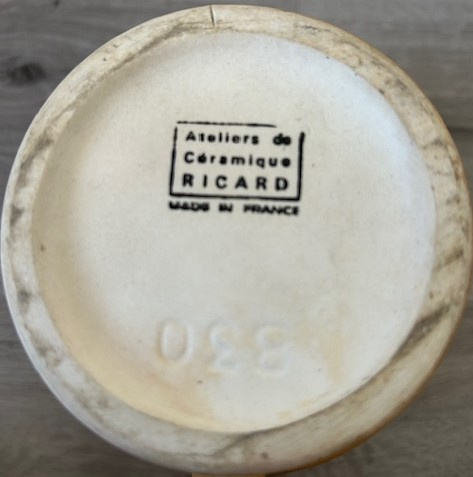 Ateliers de
Céramique
RICARD
MADE IN FRANCE
330